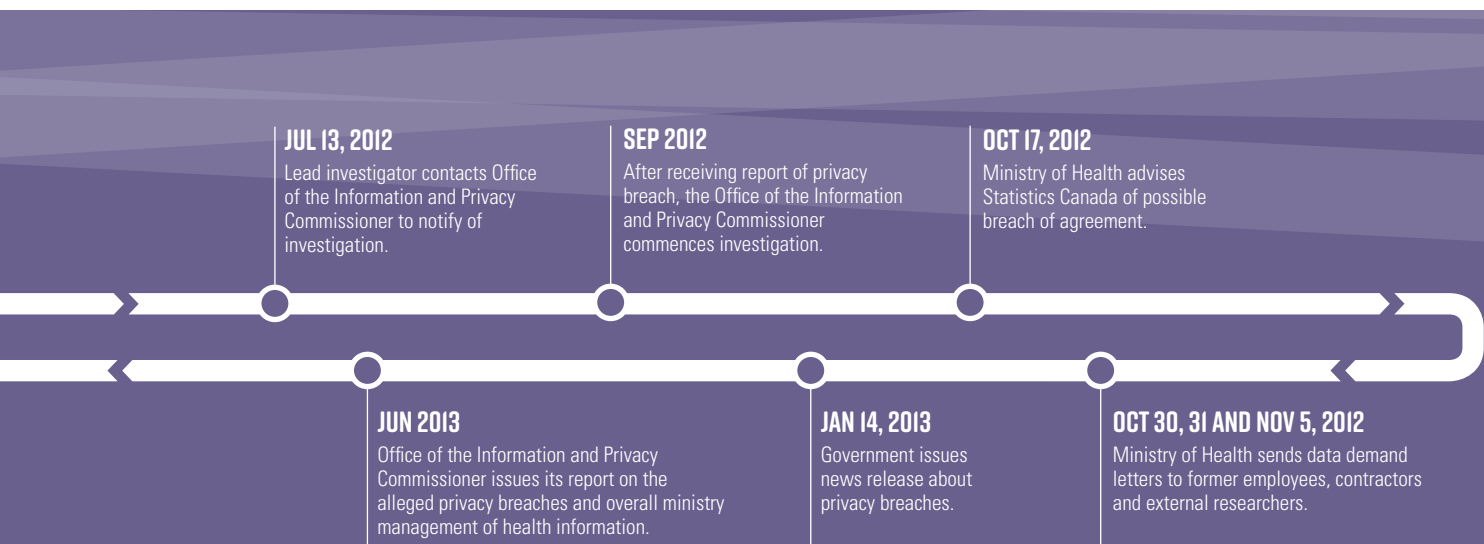 JUL 13, 2012
Lead investigator contacts Office
of the Information and Privacy
Commissioner to notify of
investigation.
SEP 2012
After receiving report of privacy
breach, the Office of the Information
and Privacy Commissioner
commences investigation.
OCT 17, 2012
Ministry of Health advises
Statistics Canada of possible
breach of agreement.
OCT 30, 31 AND NOV 5, 2012
Ministry of Health sends data demand
letters to former employees, contractors
and external researchers.
JAN 14, 2013
Government issues
news release about
privacy breaches.
JUN 2013
Office of the Information and Privacy
Commissioner issues its report on the
alleged privacy breaches and overall ministry
management of health information.